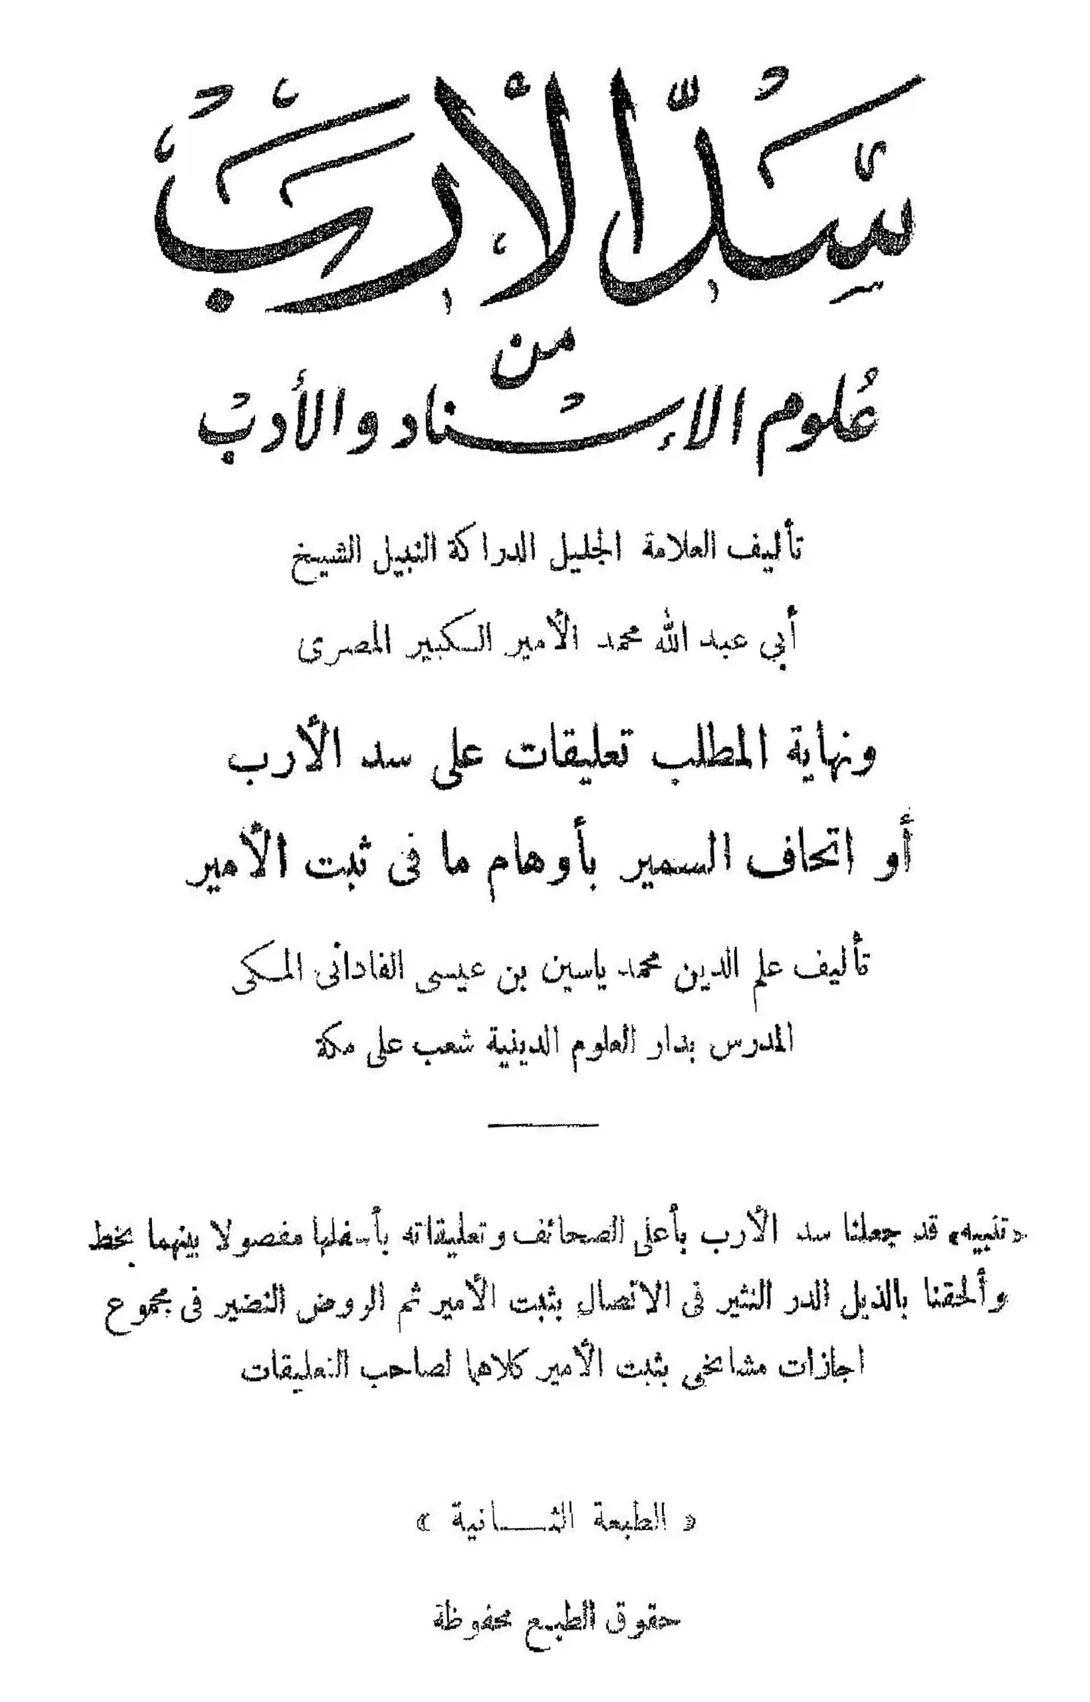 سَدُّ الْأَرَبْ
من
عُلوم الإسناد والأدب
تأليف العلامة الجليل الدراكة النبيل الشيخ
أبي عبد الله محمد الأمير الكبير المصرى
ونهاية المطلب تعليقات على سد الأرب
أو اتحاف السمير بأوهام ما فى ثبت الأمير
تأليف علم الدين محمد ياسين بن عيسى الفادانى المكى
المدرس بدار العلوم الدينية شعب على مكة
«تنبيه» قد جعلنا سد الأرب بأعلى الصحائف وتعليقاته بأسفلها مفصولا بينهما بخط
وألحقنا بالذيل الدر النثير فى الاتصال بثبت الأمير ثم الروض النضير فى مجموع
اجازات مشائخى بثبت الأمير كلاهما لصاحب التعليقات
« الطبعة الثـــانية »
حقوق الطبع محفوظة